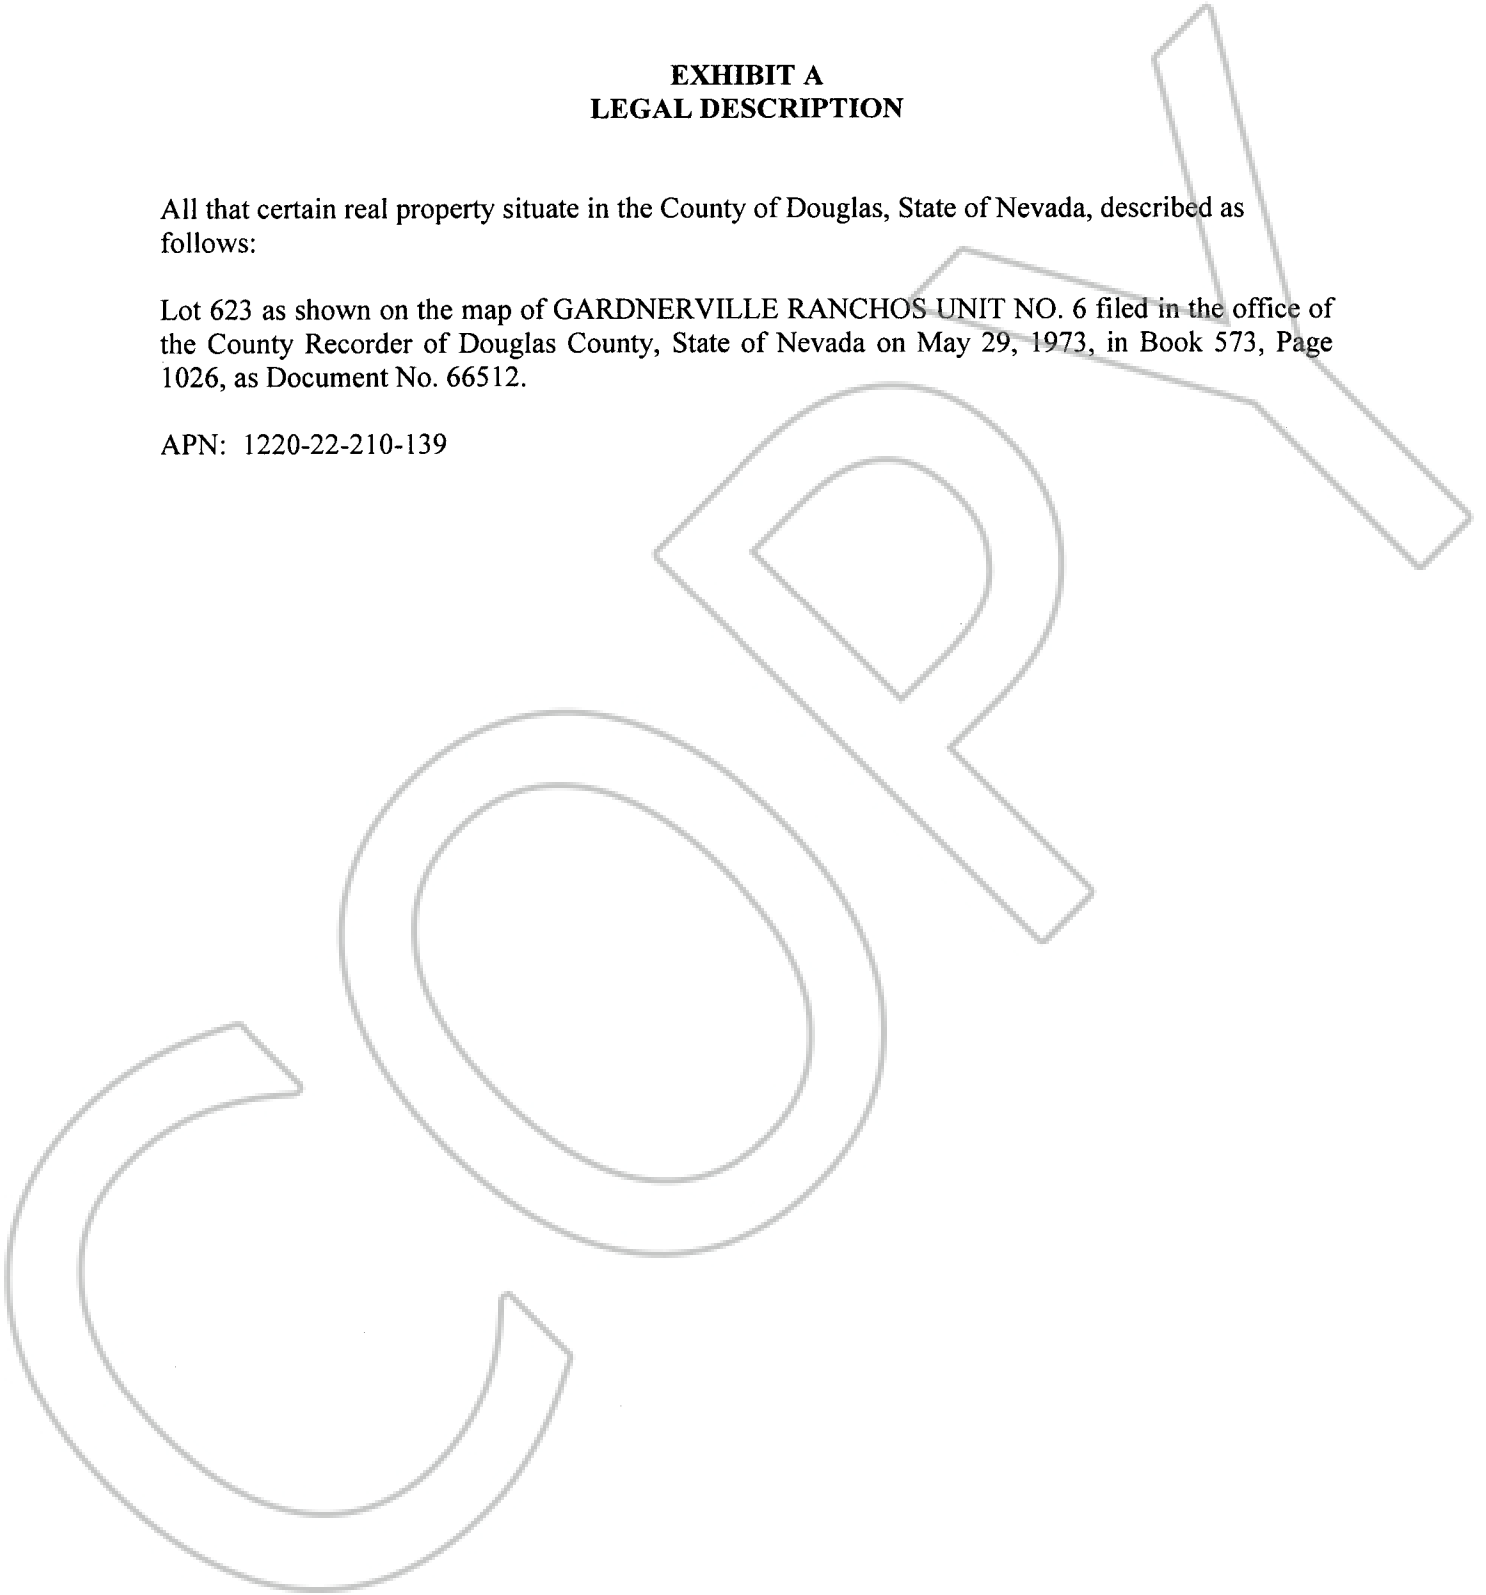 EXHIBIT A
LEGAL DESCRIPTION
All that certain real property situate in the County of Douglas, State of Nevada, described as
follows:
Lot 623 as shown on the map of GARDNERVILLE RANCHOS UNIT NO. 6 filed in the office of
the County Recorder of Douglas County, State of Nevada on May 29, 1973, in Book 573, Page
1026, as Document No. 66512.
APN: 1220-22-210-139
COPY